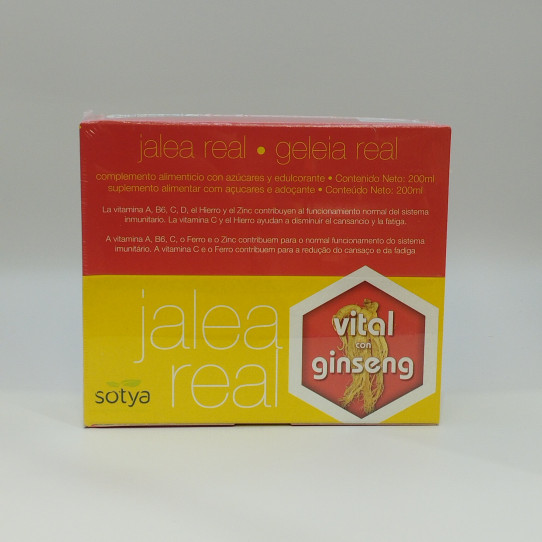 jalea real • geleia real
complemento alimenticio con azúcares y edulcorante • Contenido Neto: 200ml
suplemento alimentar com açucares e adoçante • Conteúdo Neto: 200ml
La vitamina A, B6, C, D, el Hierro y el Zinc contribuyen al funcionamiento normal del sistema
inmunitario. La vitamina C y el Hierro ayudan a disminuir el cansancio y la fatiga.
A vitamina A, B6, C, o Ferro e o Zinc contribuem para o normal funcionamento do sistema
imunitário. A vitamina C e o Ferro contribuem para a redução do cansaço e da fadiga
jalea
real
vital
con
ginseng
sotya